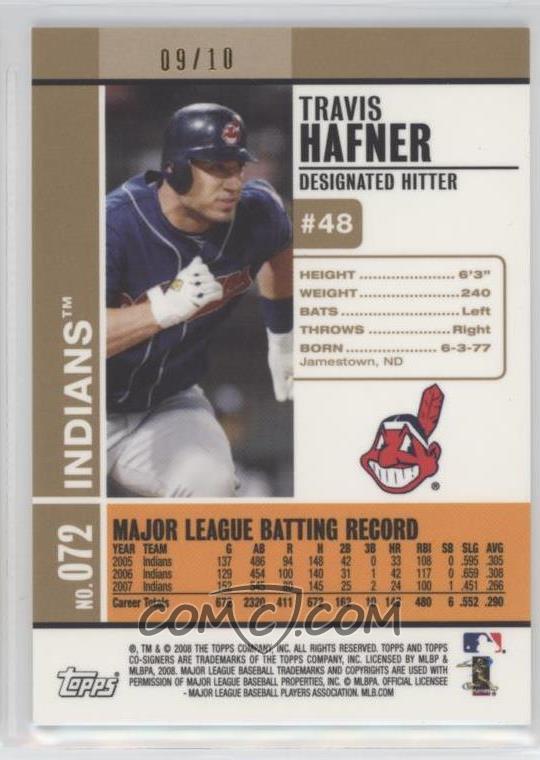 09/10
TRAVIS
HAFNER
DESIGNATED HITTER
#48
HEIGHT 6'3"
WEIGHT 240
BATS Left
THROWS Right
BORN 6-3-77
Jamestown, ND
NO. 072 INDIANS™
MAJOR LEAGUE BATTING RECORD
YEAR TEAM G AB R H 2B 3B HR RBI SB SLG AVG
2005 Indians 137 486 94 148 42 0 33 108 0 .595 .305
2006 Indians 129 454 100 140 31 1 42 117 0 .659 .308
2007 Indians 152 545 80 145 25 2 24 100 1 .451 .266
Career Totals 2320 411 480 6 .552 .290
COMC.COM
®, TM & © 2008 THE TOPPS COMPANY, INC. ALL RIGHTS RESERVED. TOPPS AND TOPPS
CO-SIGNERS ARE TRADEMARKS OF THE TOPPS COMPANY, INC. LICENSED BY MLBP &
MLBPA, 2008. MAJOR LEAGUE BASEBALL TRADEMARKS AND COPYRIGHTS ARE USED WITH
PERMISSION OF MAJOR LEAGUE BASEBALL PROPERTIES, INC. © MLBPA. OFFICIAL LICENSEE
- MAJOR LEAGUE BASEBALL PLAYERS ASSOCIATION. MLB.COM
TOPPS